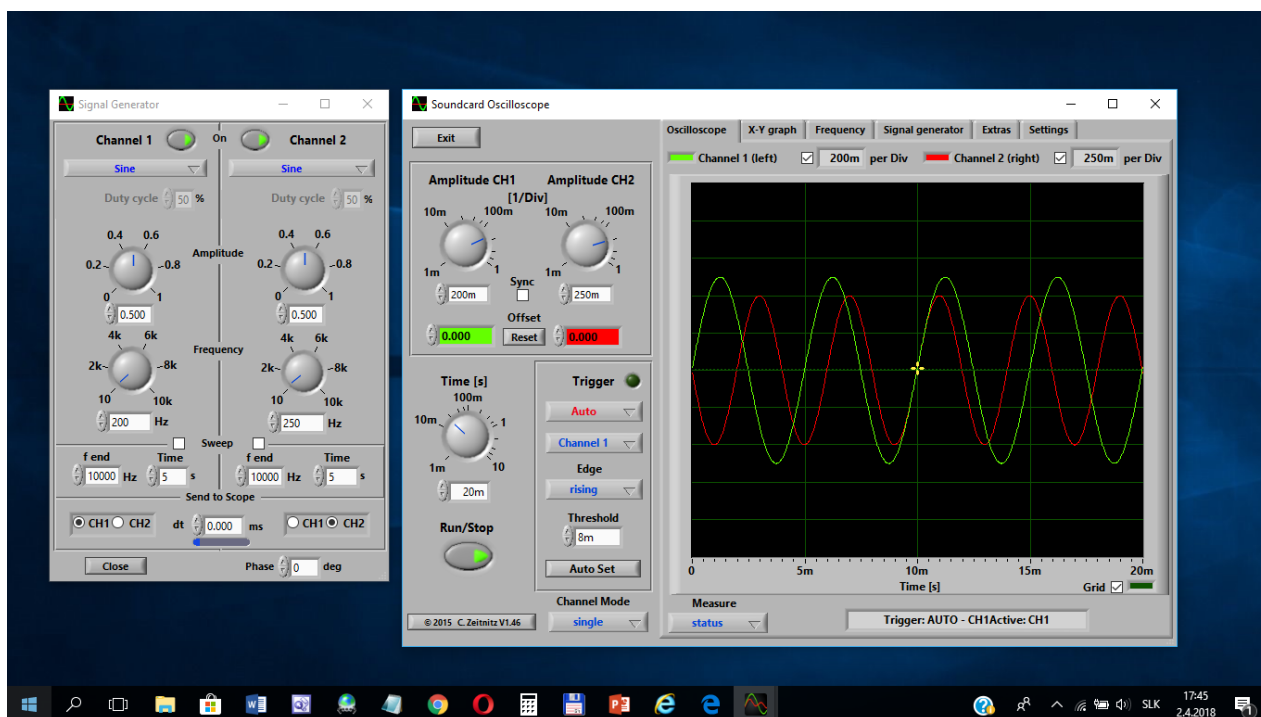 Signal Generator
Channel 1 On Channel 2
Sine Sine
Duty cycle 50 % Duty cycle 50 %
0.4 0.6 0.4 0.6
Amplitude
0.2 0.8 0.2 0.8
0 1 0 1
0.500 0.500
4k 6k 4k 6k
Frequency
2k 8k 2k 8k
10 10k 10 10k
200 Hz 250 Hz
Sweep
f end Time f end Time
10000 Hz 5 s 10000 Hz 5 s
Send to Scope
CH1 CH2 dt 0.000 ms CH1 CH2
Close Phase 0 deg
Soundcard Oscilloscope
Exit
Amplitude CH1 Amplitude CH2
[1/Div]
10m 100m 10m 100m
1m 1 1m 1
Sync
200m 250m
Offset
0.000 Reset 0.000
Time [s]
100m
10m 1
1m 10
20m
Run/Stop
Trigger
Auto
Channel 1
Edge
rising
Threshold
8m
Auto Set
Channel Mode
single
© 2015 C. Zeitnitz V1.46
Oscilloscope X-Y graph Frequency Signal generator Extras Settings
Channel 1 (left) 200m per Div Channel 2 (right) 250m per Div
0 5m 10m 15m 20m
Time [s]
Grid
Measure
status
Trigger: AUTO - CH1Active: CH1
SLK
17:45
2.4.2018